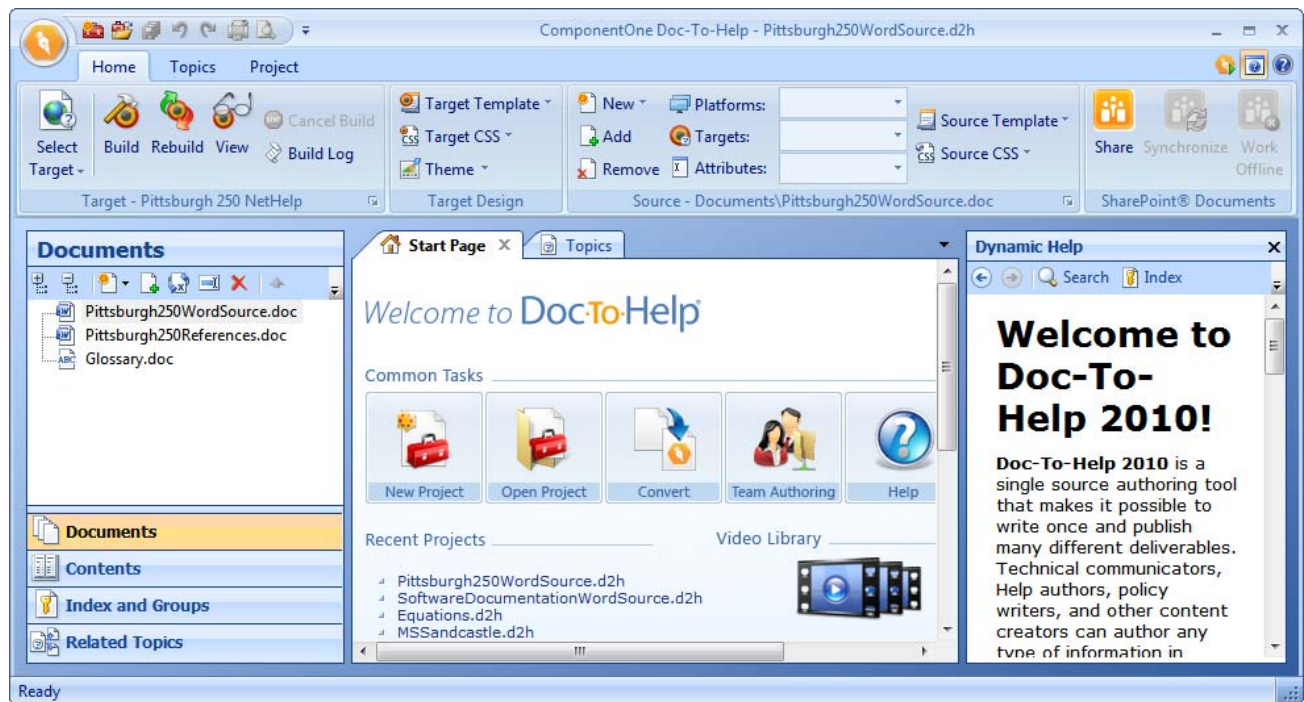 ComponentOne Doc-To-Help - Pittsburgh250WordSource.d2h
Home Topics Project
Select Target
Build
Rebuild
View
Cancel Build
Build Log
Target - Pittsburgh 250 NetHelp
Target Template
Target CSS
Theme
Target Design
New
Add
Remove
Platforms:
Targets:
Attributes:
Source Template
Source CSS
Source - Documents\Pittsburgh250WordSource.doc
Share
Synchronize
Work Offline
SharePoint® Documents
Documents
Pittsburgh250WordSource.doc
Pittsburgh250References.doc
ABC Glossary.doc
Documents
Contents
Index and Groups
Related Topics
Start Page X Topics
Welcome to Doc-To-Help
Common Tasks
New Project
Open Project
Convert
Team Authoring
Help
Recent Projects
Pittsburgh250WordSource.d2h
SoftwareDocumentationWordSource.d2h
Equations.d2h
MSSandcastle.d2h
Video Library
Dynamic Help
Search Index
Welcome to
Doc-To-
Help 2010!
Doc-To-Help 2010 is a
single source authoring tool
that makes it possible to
write once and publish
many different deliverables.
Technical communicators,
Help authors, policy
writers, and other content
creators can author any
type of information in
Ready